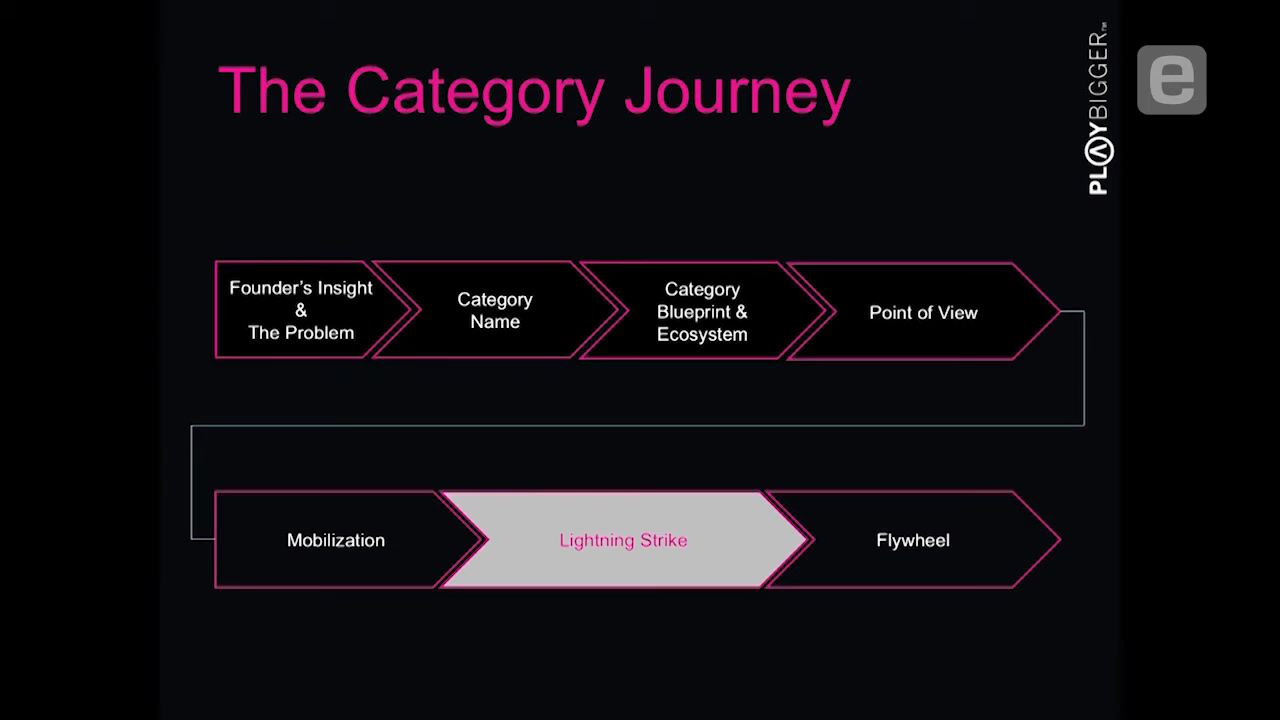 The Category Journey
PLAYBIGGER™
e
Founder's Insight
&
The Problem
Category
Name
Category
Blueprint &
Ecosystem
Point of View
Mobilization
Lightning Strike
Flywheel